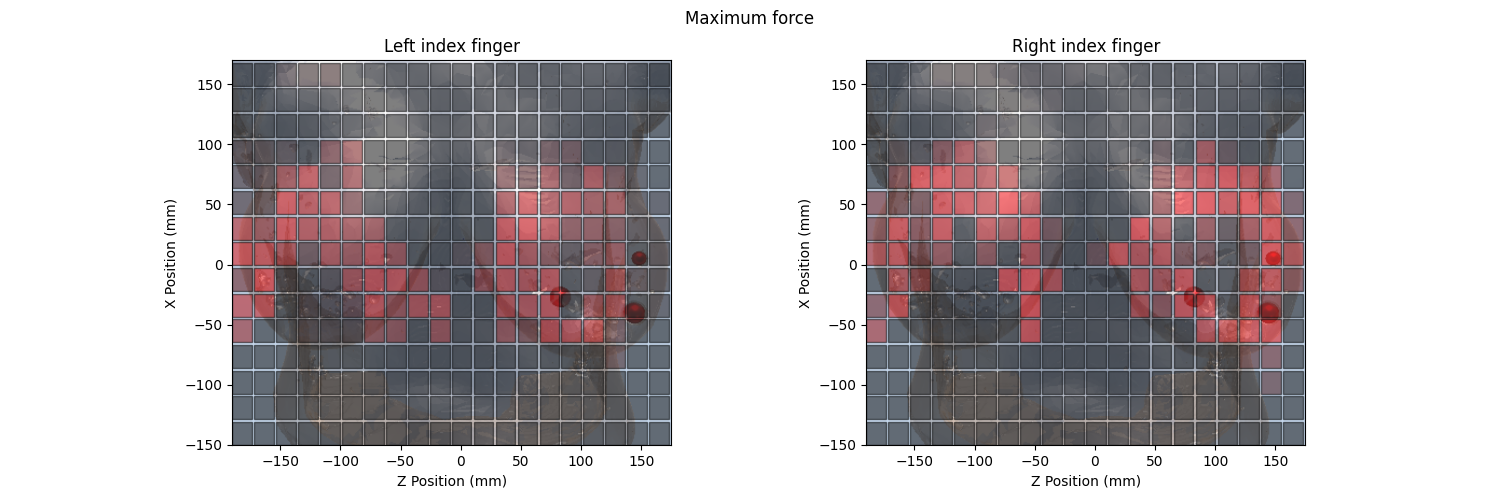 Maximum force
Left index finger
150
100
50
0
−50
−100
−150
−150 −100 −50 0 50 100 150
X Position (mm)
Z Position (mm)
Right index finger
150
100
50
0
−50
−100
−150
−150 −100 −50 0 50 100 150
X Position (mm)
Z Position (mm)